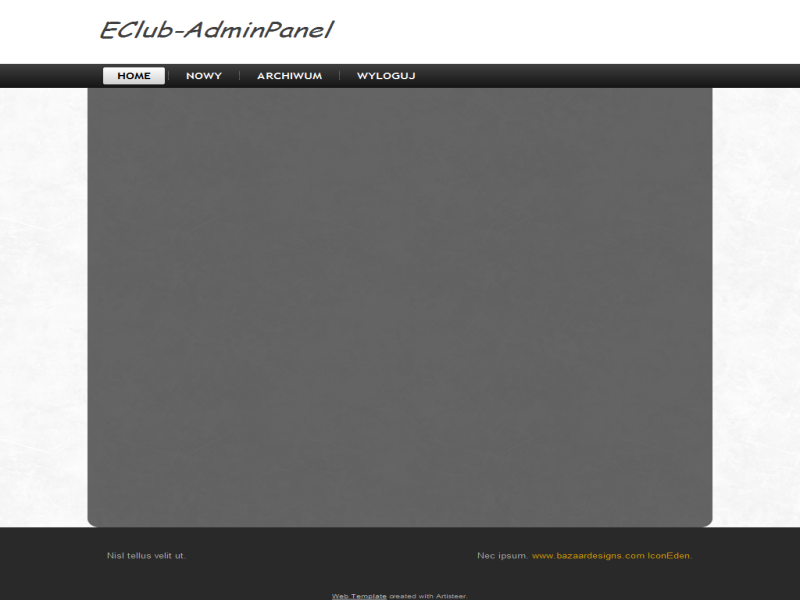 EClub-AdminPanel
HOME NOWY ARCHIWUM WYLOGUJ
Nisl tellus velit ut. Nec ipsum. www.bazaardesigns.com IconEden.
Web Template created with Artisteer.